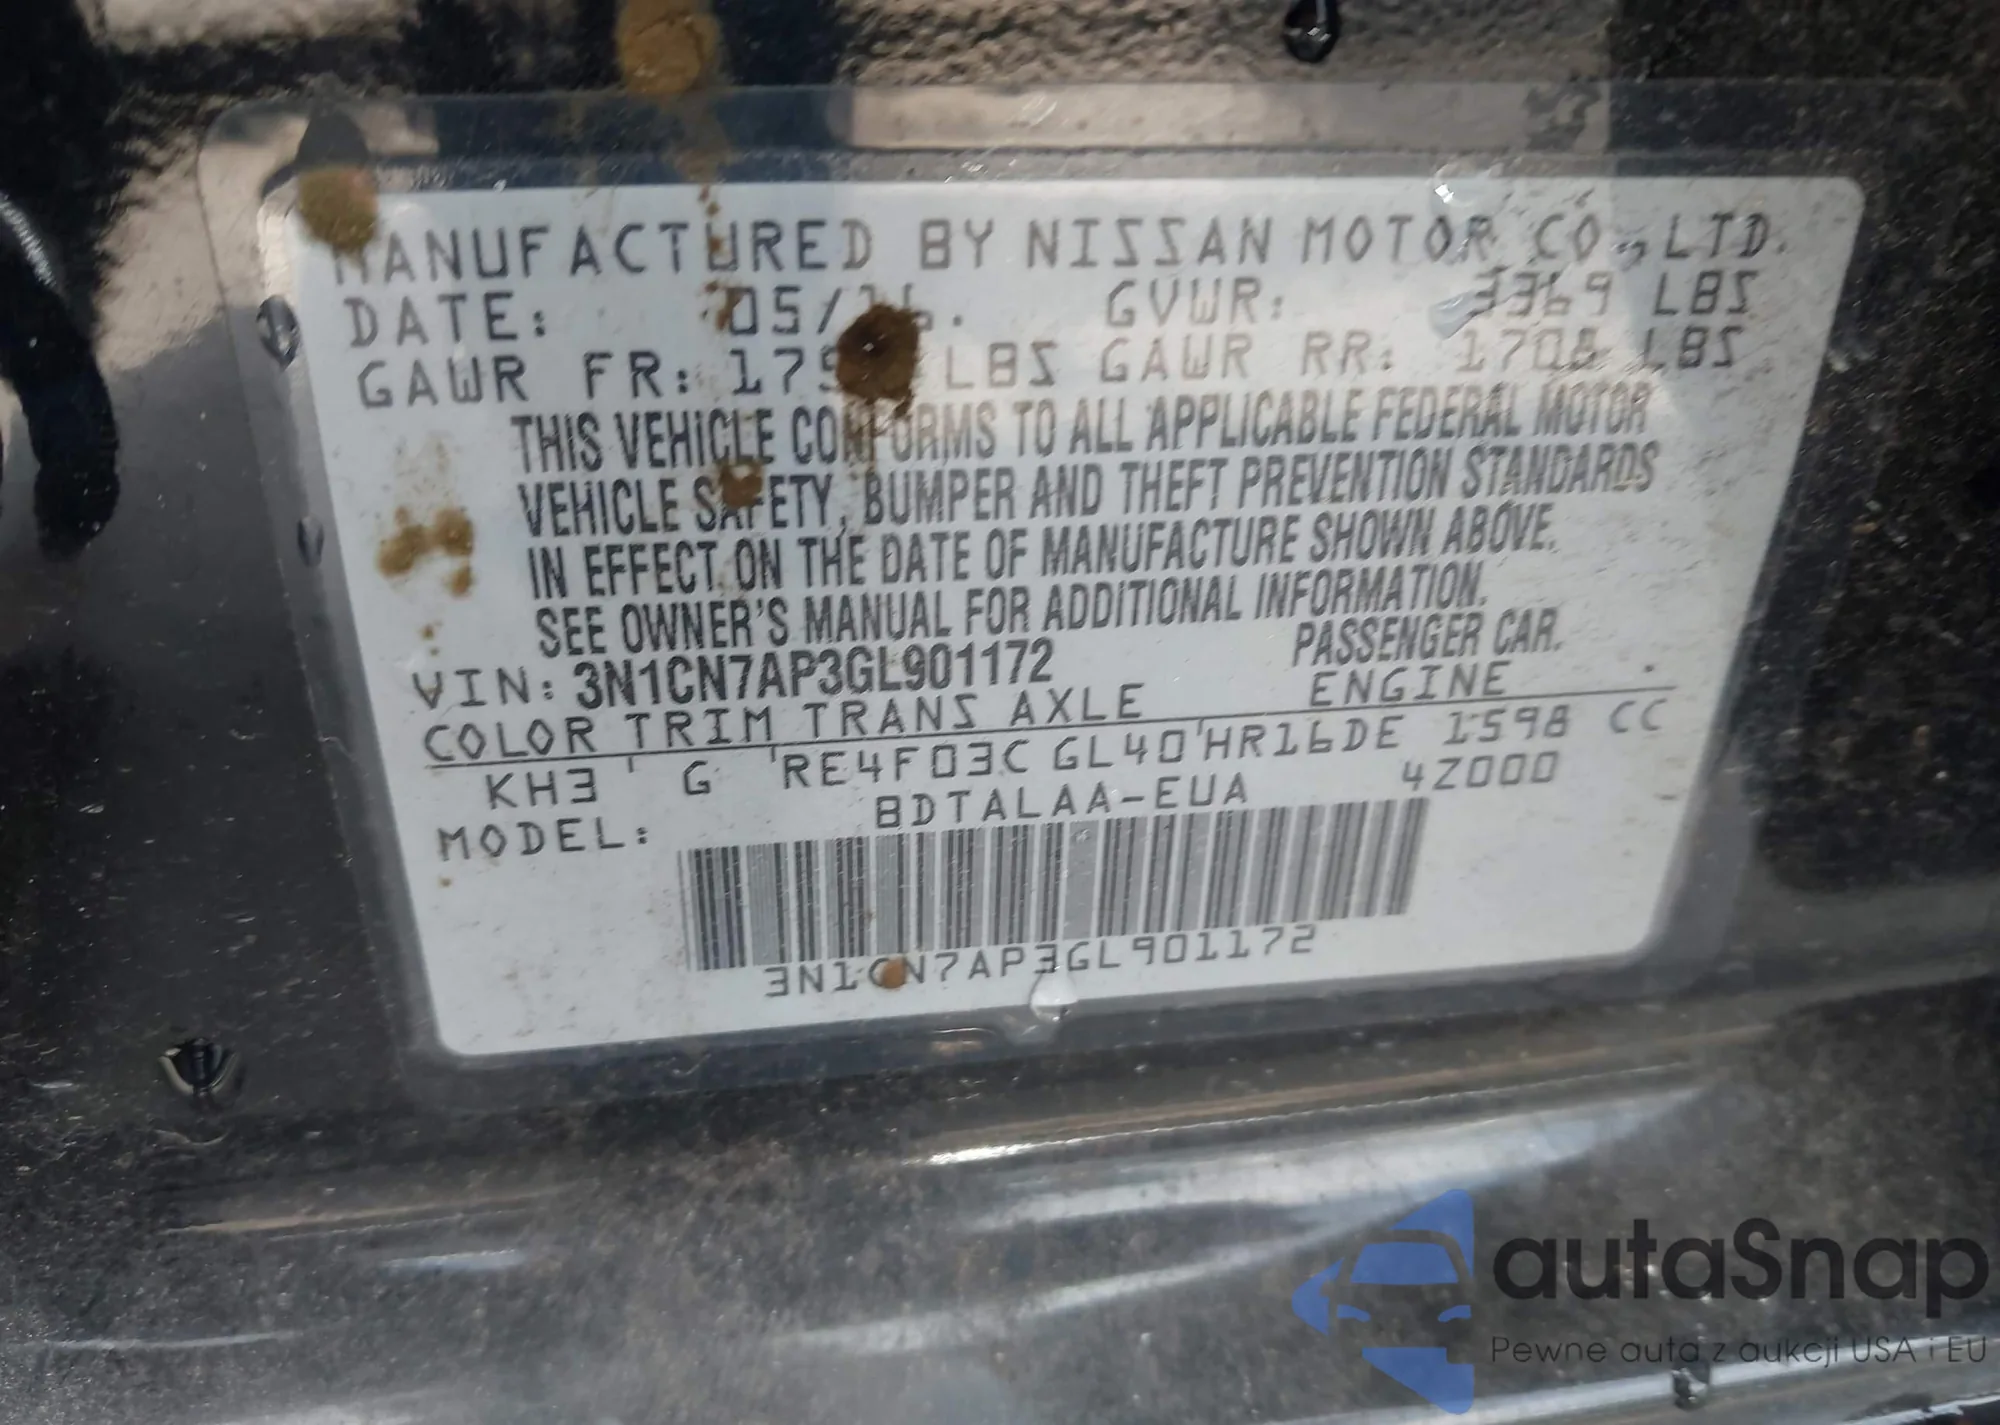 MANUFACTURED BY NISSAN MOTOR CO., LTD.
DATE: 05/16. GVWR: 3369 LBS
GAWR FR: LBS GAWR RR: 1708 LBS
THIS VEHICLE CONFORMS TO ALL APPLICABLE FEDERAL MOTOR
VEHICLE SAFETY, BUMPER AND THEFT PREVENTION STANDARDS
IN EFFECT ON THE DATE OF MANUFACTURE SHOWN ABOVE.
SEE OWNER'S MANUAL FOR ADDITIONAL INFORMATION.
VIN: 3N1CN7AP3GL901172 PASSENGER CAR.
COLOR TRIM TRANS AXLE ENGINE
KH3 G RE4F03C GL40 HR16DE 1598 CC
MODEL: BDTALAA-EUA 4Z000
3N1CN7AP3GL901172
autaSnap
Pewne auta z aukcji USA i EU